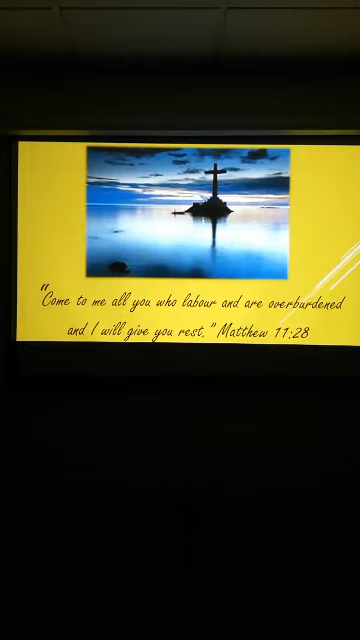 "Come to me all you who labour and are overburdened
and I will give you rest." Matthew 11:28